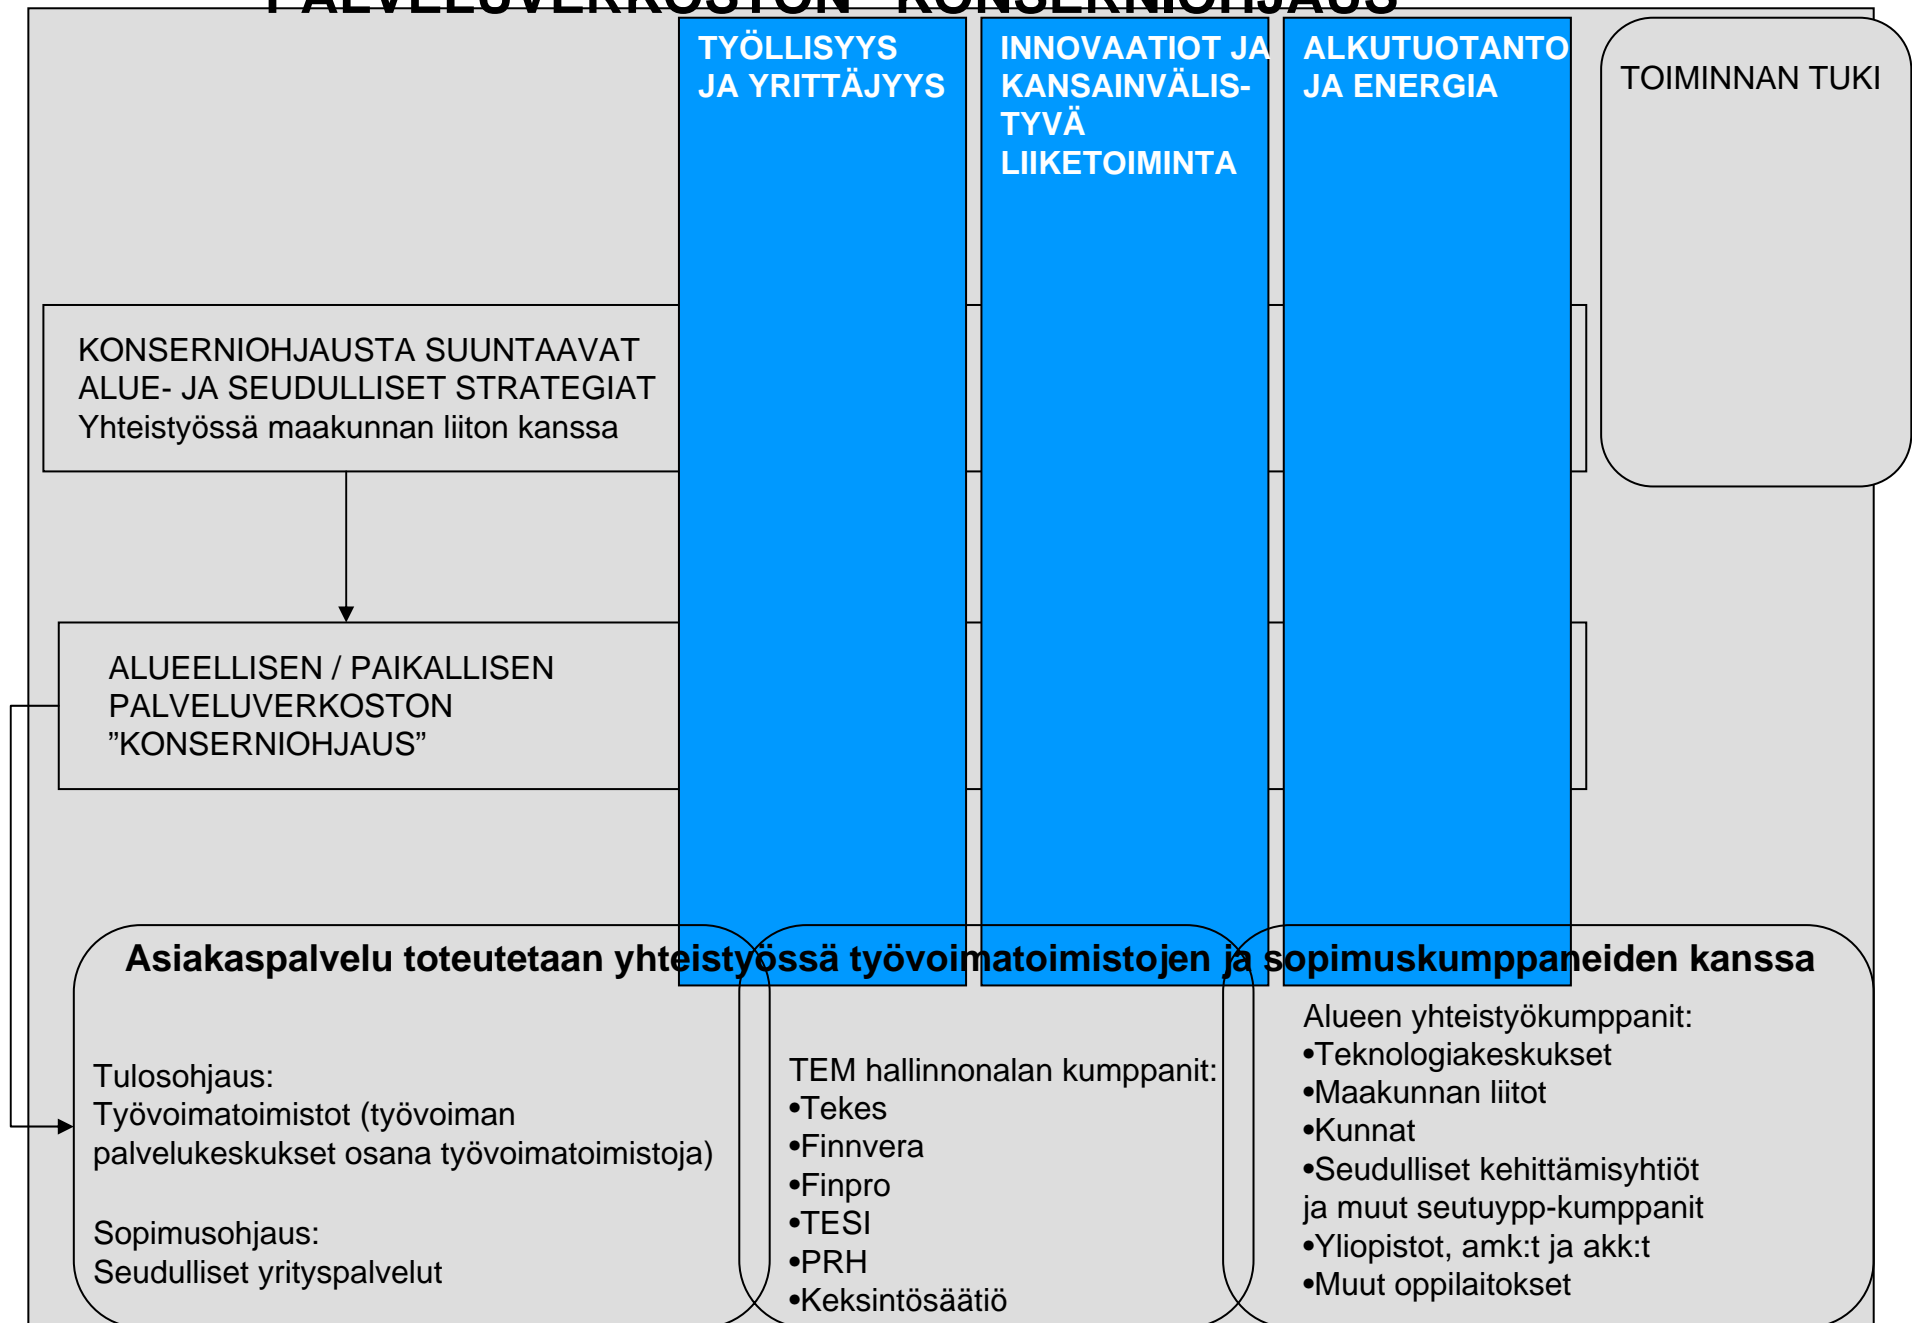 PALVELUVERKOSTON "KONSERNIOHJAUS"
TYÖLLISYYS
JA YRITTÄJYYS
INNOVAATIOT JA
KANSAINVÄLIS-
TYVÄ
LIIKETOIMINTA
ALKUTUOTANTO
JA ENERGIA
TOIMINNAN TUKI
KONSERNIOHJAUSTA SUUNTAAVAT
ALUE- JA SEUDULLISET STRATEGIAT
Yhteistyössä maakunnan liiton kanssa
ALUEELLISEN / PAIKALLISEN
PALVELUVERKOSTON
”KONSERNIOHJAUS”
Asiakaspalvelu toteutetaan yhteistyössä työvoimatoimistojen ja sopimuskumppaneiden kanssa
Tulosohjaus:
Työvoimatoimistot (työvoiman
palvelukeskukset osana työvoimatoimistoja)
Sopimusohjaus:
Seudulliset yrityspalvelut
TEM hallinnonalan kumppanit:
•Tekes
•Finnvera
•Finpro
•TESI
•PRH
•Keksintösäätiö
Alueen yhteistyökumppanit:
•Teknologiakeskukset
•Maakunnan liitot
•Kunnat
•Seudulliset kehittämisyhtiöt
ja muut seutuypp-kumppanit
•Yliopistot, amk:t ja akk:t
•Muut oppilaitokset